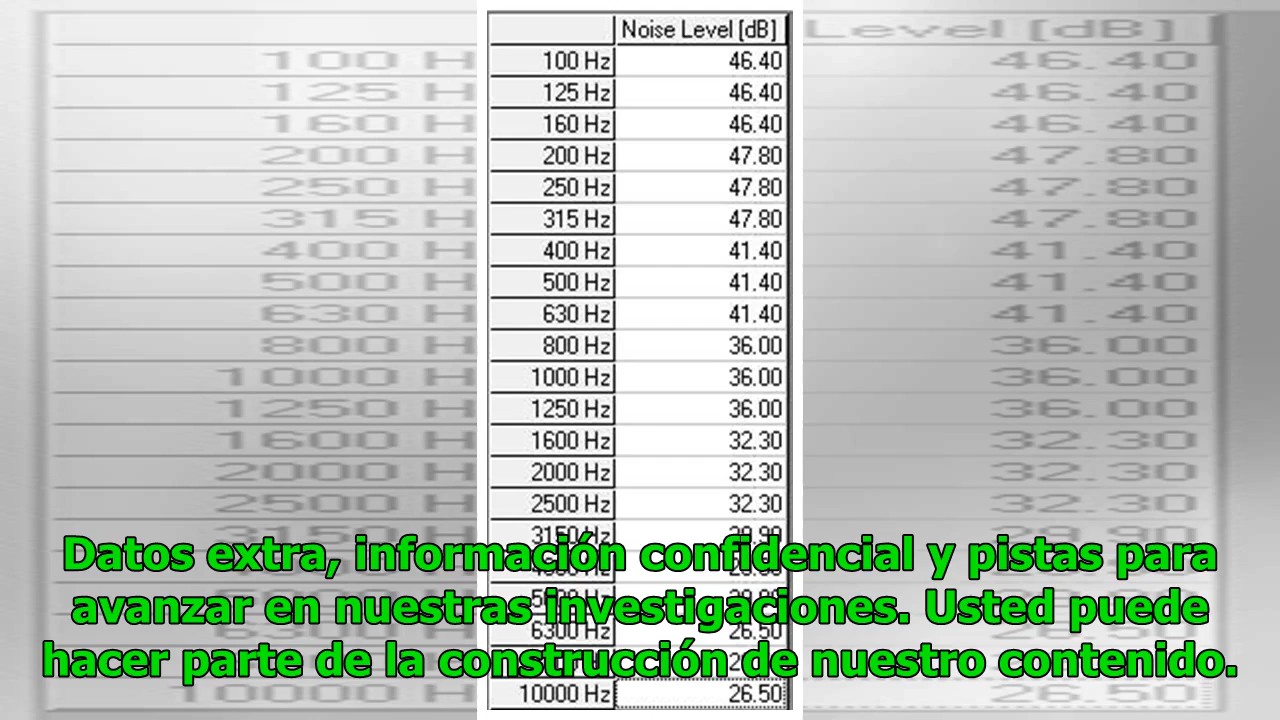 Noise Level [dB]
100 Hz 46.40
125 Hz 46.40
160 Hz 46.40
200 Hz 47.80
250 Hz 47.80
315 Hz 47.80
400 Hz 41.40
500 Hz 41.40
630 Hz 41.40
800 Hz 36.00
1000 Hz 36.00
1250 Hz 36.00
1600 Hz 32.30
2000 Hz 32.30
2500 Hz 32.30
3150 Hz
Datos extra, información confidencial y pistas para
avanzar en nuestras investigaciones. Usted puede
6300 Hz 26.50
hacer parte de la construcción de nuestro contenido.
10000 Hz 26.50